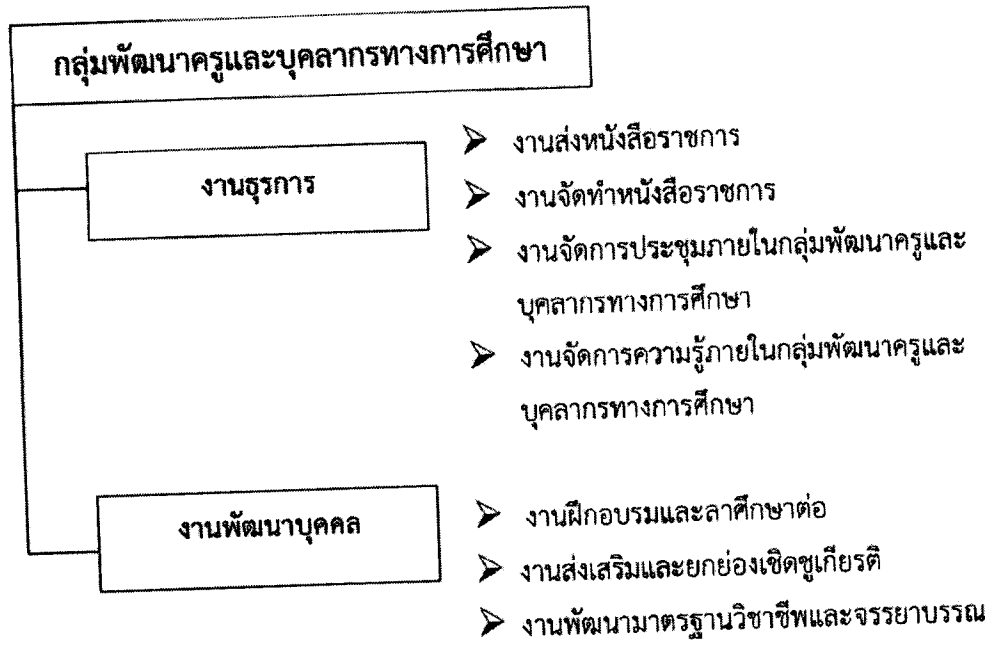 กลุ่มพัฒนาครูและบุคลากรทางการศึกษา
งานธุรการ
งานส่งหนังสือราชการ
งานจัดทำหนังสือราชการ
งานจัดการประชุมภายในกลุ่มพัฒนาครูและ
บุคลากรทางการศึกษา
งานจัดการความรู้ภายในกลุ่มพัฒนาครูและ
บุคลากรทางการศึกษา
งานพัฒนาบุคคล
งานฝึกอบรมและลาศึกษาต่อ
งานส่งเสริมและยกย่องเชิดชูเกียรติ
งานพัฒนามาตรฐานวิชาชีพและจรรยาบรรณ